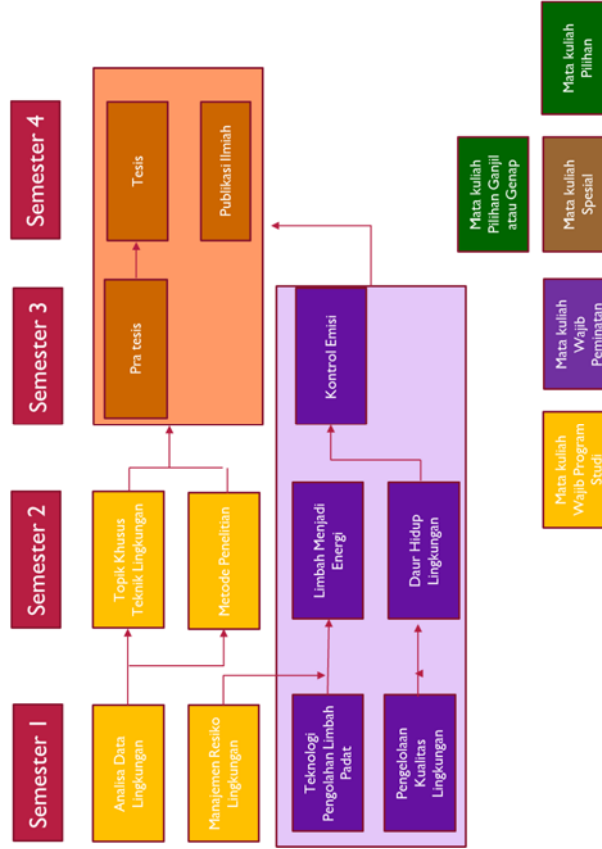 Semester 1
Semester 2
Semester 3
Semester 4
Analisa Data
Lingkungan
Topik Khusus
Teknik Lingkungan
Pra tesis
Tesis
Manajemen Resiko
Lingkungan
Metode Penelitian
Publikasi Ilmiah
Teknologi
Pengolahan Limbah
Padat
Limbah Menjadi
Energi
Kontrol Emisi
Pengelolaan
Kualitas
Lingkungan
Daur Hidup
Lingkungan
Mata kuliah
Pilihan Ganjil
atau Genap
Mata kuliah
Wajib Program
Studi
Mata kuliah
Wajib
Peminatan
Mata kuliah
Spesial
Mata kuliah
Pilihan